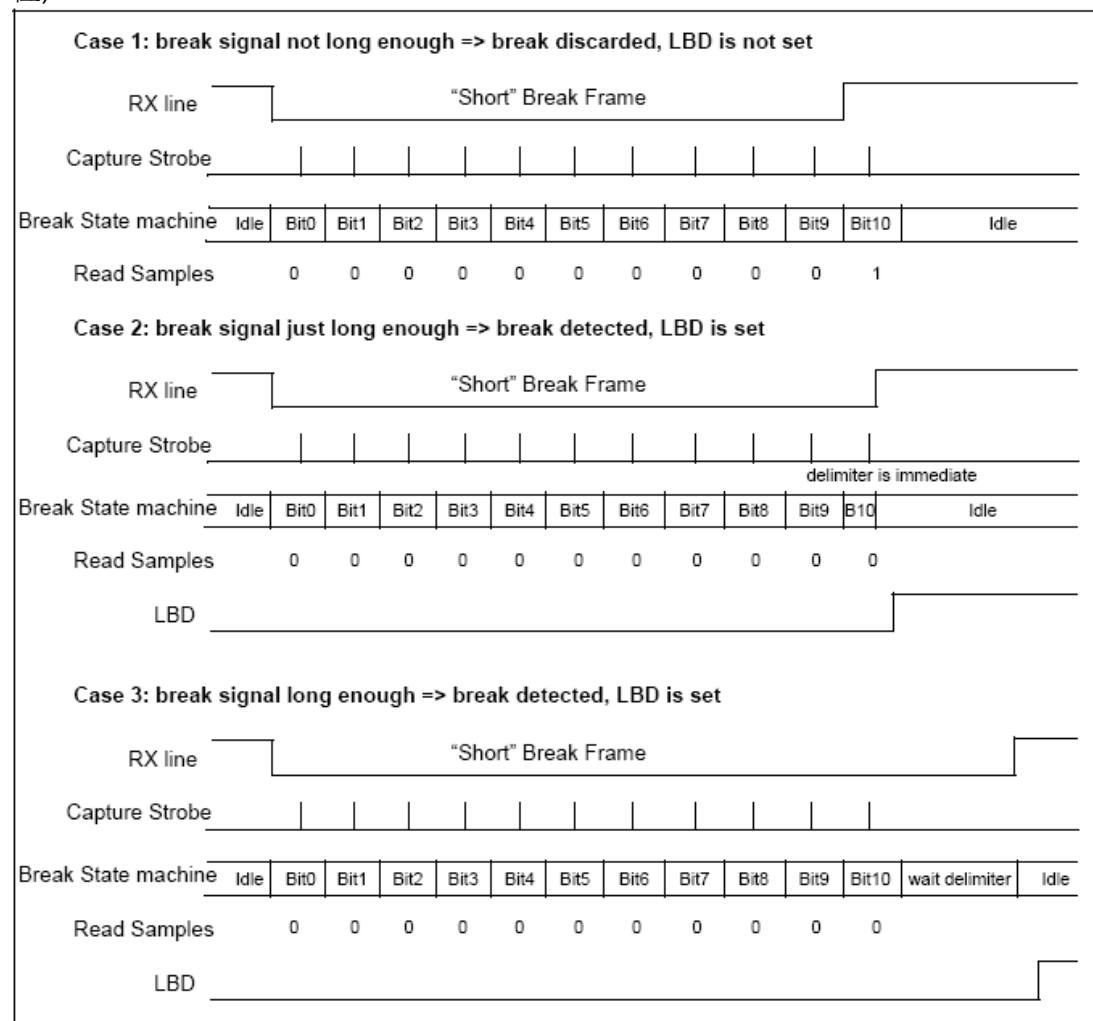 Case 1: break signal not long enough => break discarded, LBD is not set
RX line "Short" Break Frame
Capture Strobe
Break State machine Idle Bit0 Bit1 Bit2 Bit3 Bit4 Bit5 Bit6 Bit7 Bit8 Bit9 Bit10 Idle
Read Samples 0 0 0 0 0 0 0 0 0 0 1
Case 2: break signal just long enough => break detected, LBD is set
RX line "Short" Break Frame
Capture Strobe
delimiter is immediate
Break State machine Idle Bit0 Bit1 Bit2 Bit3 Bit4 Bit5 Bit6 Bit7 Bit8 Bit9 B10 Idle
Read Samples 0 0 0 0 0 0 0 0 0 0 0
LBD
Case 3: break signal long enough => break detected, LBD is set
RX line "Short" Break Frame
Capture Strobe
Break State machine Idle Bit0 Bit1 Bit2 Bit3 Bit4 Bit5 Bit6 Bit7 Bit8 Bit9 Bit10 wait delimiter Idle
Read Samples 0 0 0 0 0 0 0 0 0 0 0
LBD